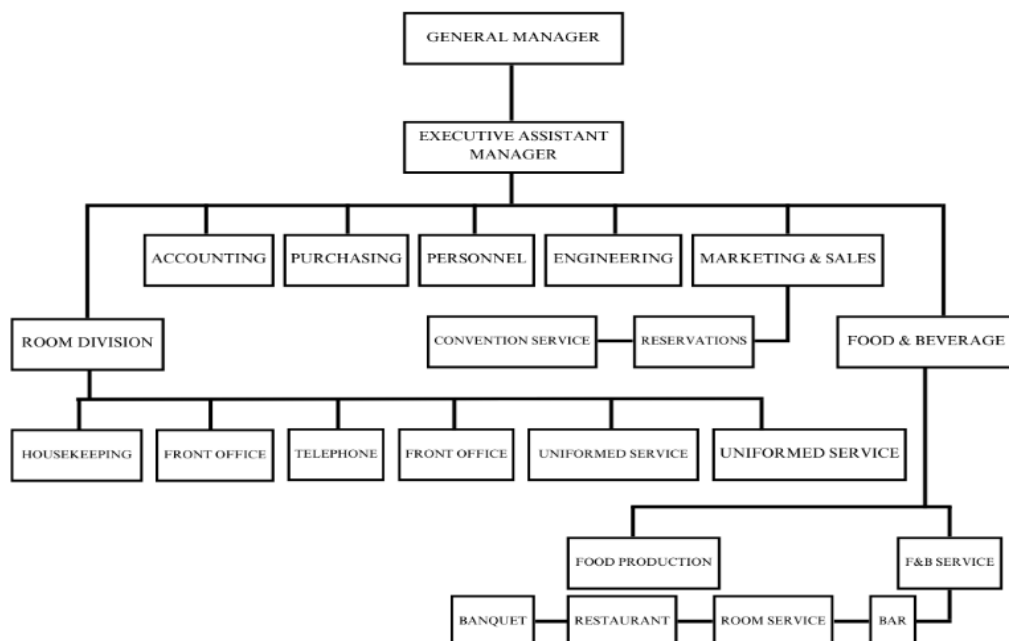 GENERAL MANAGER
EXECUTIVE ASSISTANT
MANAGER
ACCOUNTING
PURCHASING
PERSONNEL
ENGINEERING
MARKETING & SALES
ROOM DIVISION
CONVENTION SERVICE
RESERVATIONS
FOOD & BEVERAGE
HOUSEKEEPING
FRONT OFFICE
TELEPHONE
FRONT OFFICE
UNIFORMED SERVICE
UNIFORMED SERVICE
FOOD PRODUCTION
F&B SERVICE
BANQUET
RESTAURANT
ROOM SERVICE
BAR